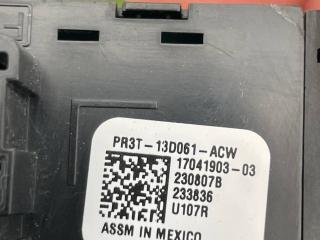 PR3T-13D061-ACW
17041903-03
230807B
233836
U107R
ASSM IN MEXICO